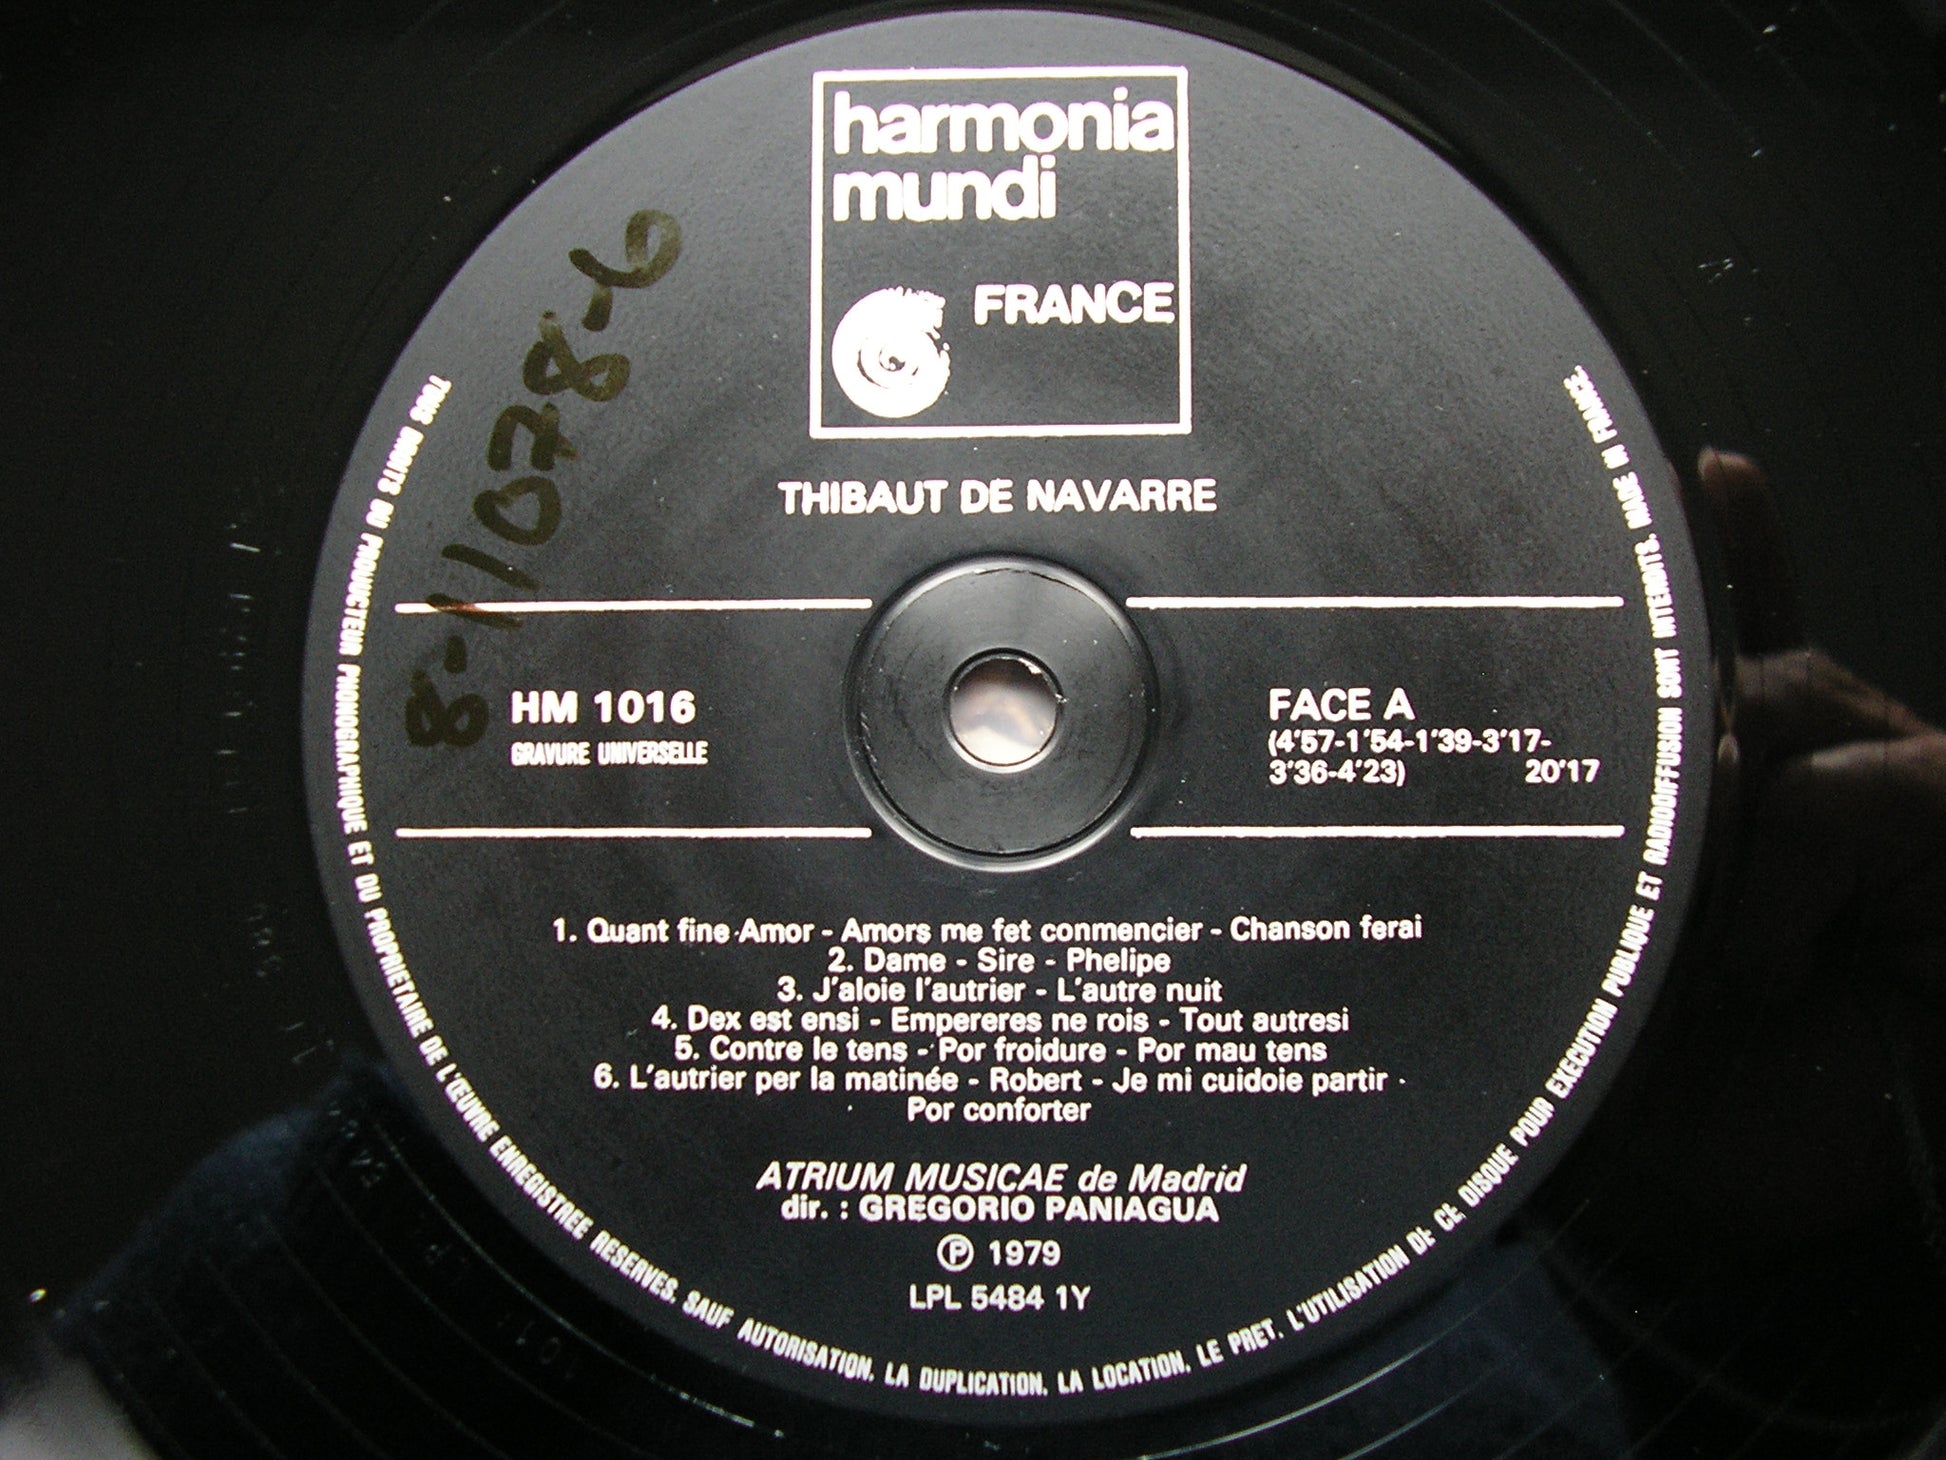 harmonia
mundi
FRANCE
THIBAUT DE NAVARRE
8-11078-6
HM 1016
GRAVURE UNIVERSELLE
FACE A
(4'57-1'54-1'39-3'17-
3'36-4'23) 20'17
1. Quant fine Amor - Amors me fet conmencier - Chanson ferai
2. Dame - Sire - Phelipe
3. J'aloie l'autrier - L'autre nuit
4. Dex est ensi - Empereres ne rois - Tout autresi
5. Contre le tens - Por froidure - Por mau tens
6. L'autrier per la matinée - Robert - Je mi cuidoie partir -
Por conforter
ATRIUM MUSICAE de Madrid
dir. : GREGORIO PANIAGUA
Ⓟ 1979
LPL 5484 1Y
TOUS DROITS DU PRODUCTEUR PHONOGRAPHIQUE ET DU PROPRIETAIRE DE L'ŒUVRE ENREGISTREE RESERVES. SAUF AUTORISATION, LA DUPLICATION, LA LOCATION, LE PRET, L'UTILISATION DE CE DISQUE POUR EXECUTION PUBLIQUE ET RADIODIFFUSION SONT INTERDITS. MADE IN FRANCE.